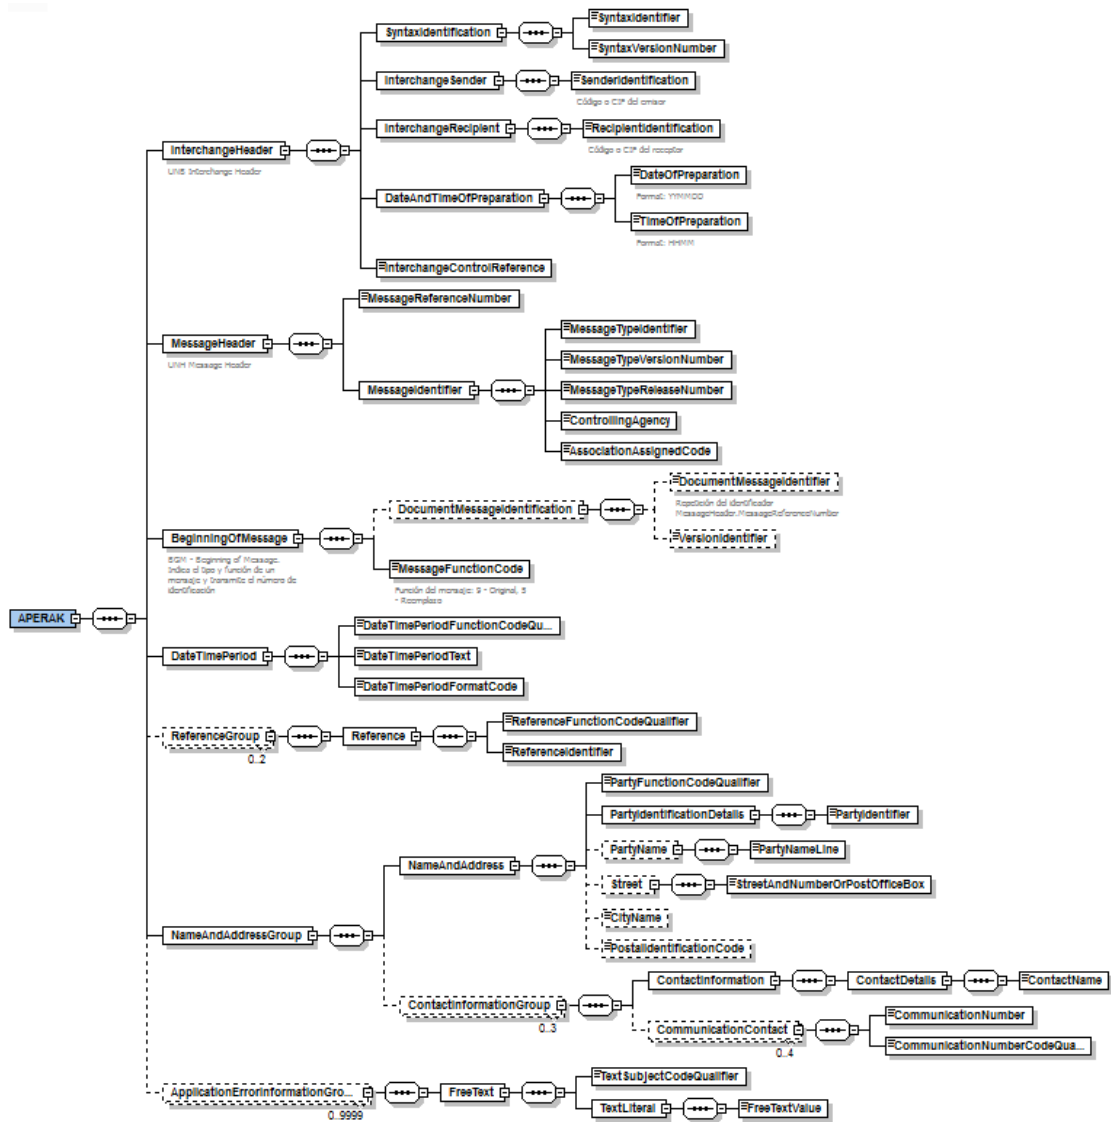 SyntaxIdentification
SyntaxIdentifier
SyntaxVersionNumber
InterchangeSender
SenderIdentification
Código o CIF del emisor
InterchangeRecipient
RecipientIdentification
Código o CIF del receptor
InterchangeHeader
UNB Interchange Header
DateAndTimeOfPreparation
DateOfPreparation
Format: YYMMDD
TimeOfPreparation
Format: HHMM
InterchangeControlReference
MessageReferenceNumber
MessageHeader
UNH Message Header
MessageIdentifier
MessageTypeIdentifier
MessageTypeVersionNumber
MessageTypeReleaseNumber
ControllingAgency
AssociationAssignedCode
DocumentMessageIdentification
DocumentMessageIdentifier
Repetición del identificador
MessageHeader.MessageReferenceNumber
VersionIdentifier
BeginningOfMessage
BGM - Beginning of Message.
Indica el tipo y función de un
mensaje y transmite el número de
identificación
MessageFunctionCode
Función del mensaje: 9 - Original, 5
- Reemplazo
APERAK
DateTimePeriod
DateTimePeriodFunctionCodeQu...
DateTimePeriodText
DateTimePeriodFormatCode
ReferenceGroup
0..2
Reference
ReferenceFunctionCodeQualifier
ReferenceIdentifier
NameAndAddressGroup
NameAndAddress
PartyFunctionCodeQualifier
PartyIdentificationDetails
PartyIdentifier
PartyName
PartyNameLine
Street
StreetAndNumberOrPostOfficeBox
CityName
PostalIdentificationCode
ContactInformationGroup
0..3
ContactInformation
ContactDetails
ContactName
CommunicationContact
0..4
CommunicationNumber
CommunicationNumberCodeQua...
ApplicationErrorInformationGro...
0..9999
FreeText
TextSubjectCodeQualifier
TextLiteral
FreeTextValue